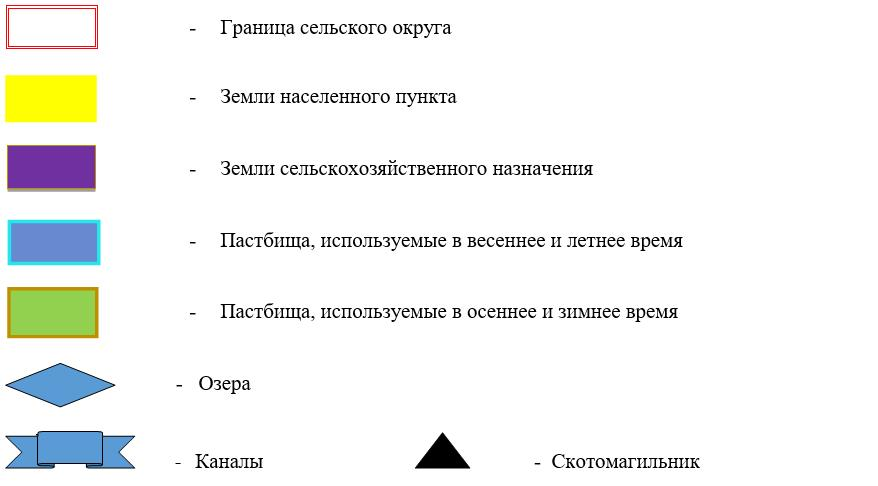 - Граница сельского округа
- Земли населенного пункта
- Земли сельскохозяйственного назначения
- Пастбища, используемые в весеннее и летнее время
- Пастбища, используемые в осеннее и зимнее время
- Озера
- Каналы - Скотомагильник